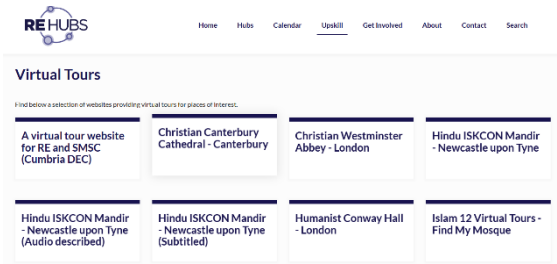 RE HUBS
Home Hubs Calendar Upskill Get Involved About Contact Search
Virtual Tours
Find below a selection of websites providing virtual tours for places of interest.
A virtual tour website
for RE and SMSC
(Cumbria DEC)
Christian Canterbury
Cathedral - Canterbury
Christian Westminster
Abbey - London
Hindu ISKCON Mandir
- Newcastle upon Tyne
Hindu ISKCON Mandir
- Newcastle upon Tyne
(Audio described)
Hindu ISKCON Mandir
- Newcastle upon Tyne
(Subtitled)
Humanist Conway Hall
- London
Islam 12 Virtual Tours -
Find My Mosque